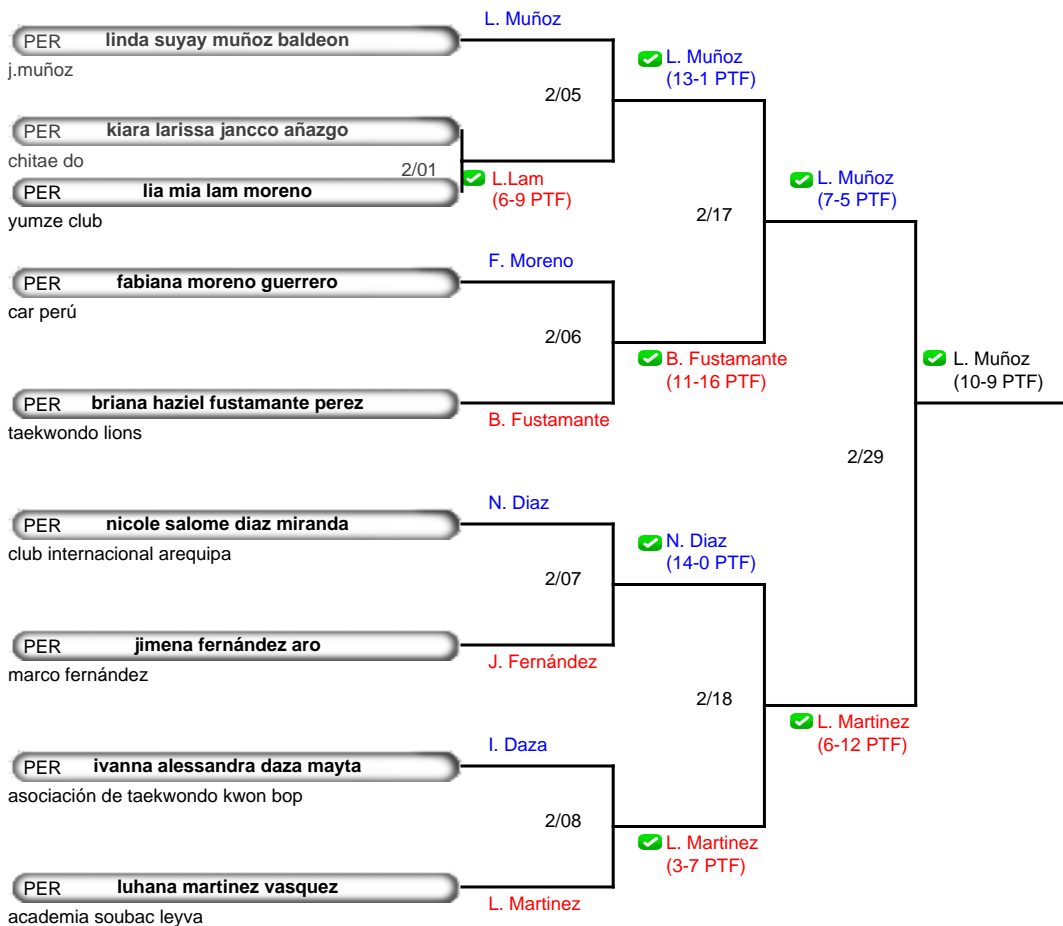 L. Muñoz
PER linda suyay muñoz baldeon
j.muñoz
L. Muñoz
(13-1 PTF)
2/05
PER kiara larissa jancco añazgo
chitae do
2/01
L.Lam
(6-9 PTF)
PER lia mia lam moreno
yumze club
L. Muñoz
(7-5 PTF)
2/17
F. Moreno
PER fabiana moreno guerrero
car perú
2/06
B. Fustamante
(11-16 PTF)
L. Muñoz
(10-9 PTF)
PER briana haziel fustamante perez
taekwondo lions
B. Fustamante
2/29
N. Diaz
PER nicole salome diaz miranda
club internacional arequipa
N. Diaz
(14-0 PTF)
2/07
PER jimena fernández aro
marco fernández
J. Fernández
2/18
L. Martinez
(6-12 PTF)
I. Daza
PER ivanna alessandra daza mayta
asociación de taekwondo kwon bop
2/08
L. Martinez
(3-7 PTF)
PER luhana martinez vasquez
academia soubac leyva
L. Martinez